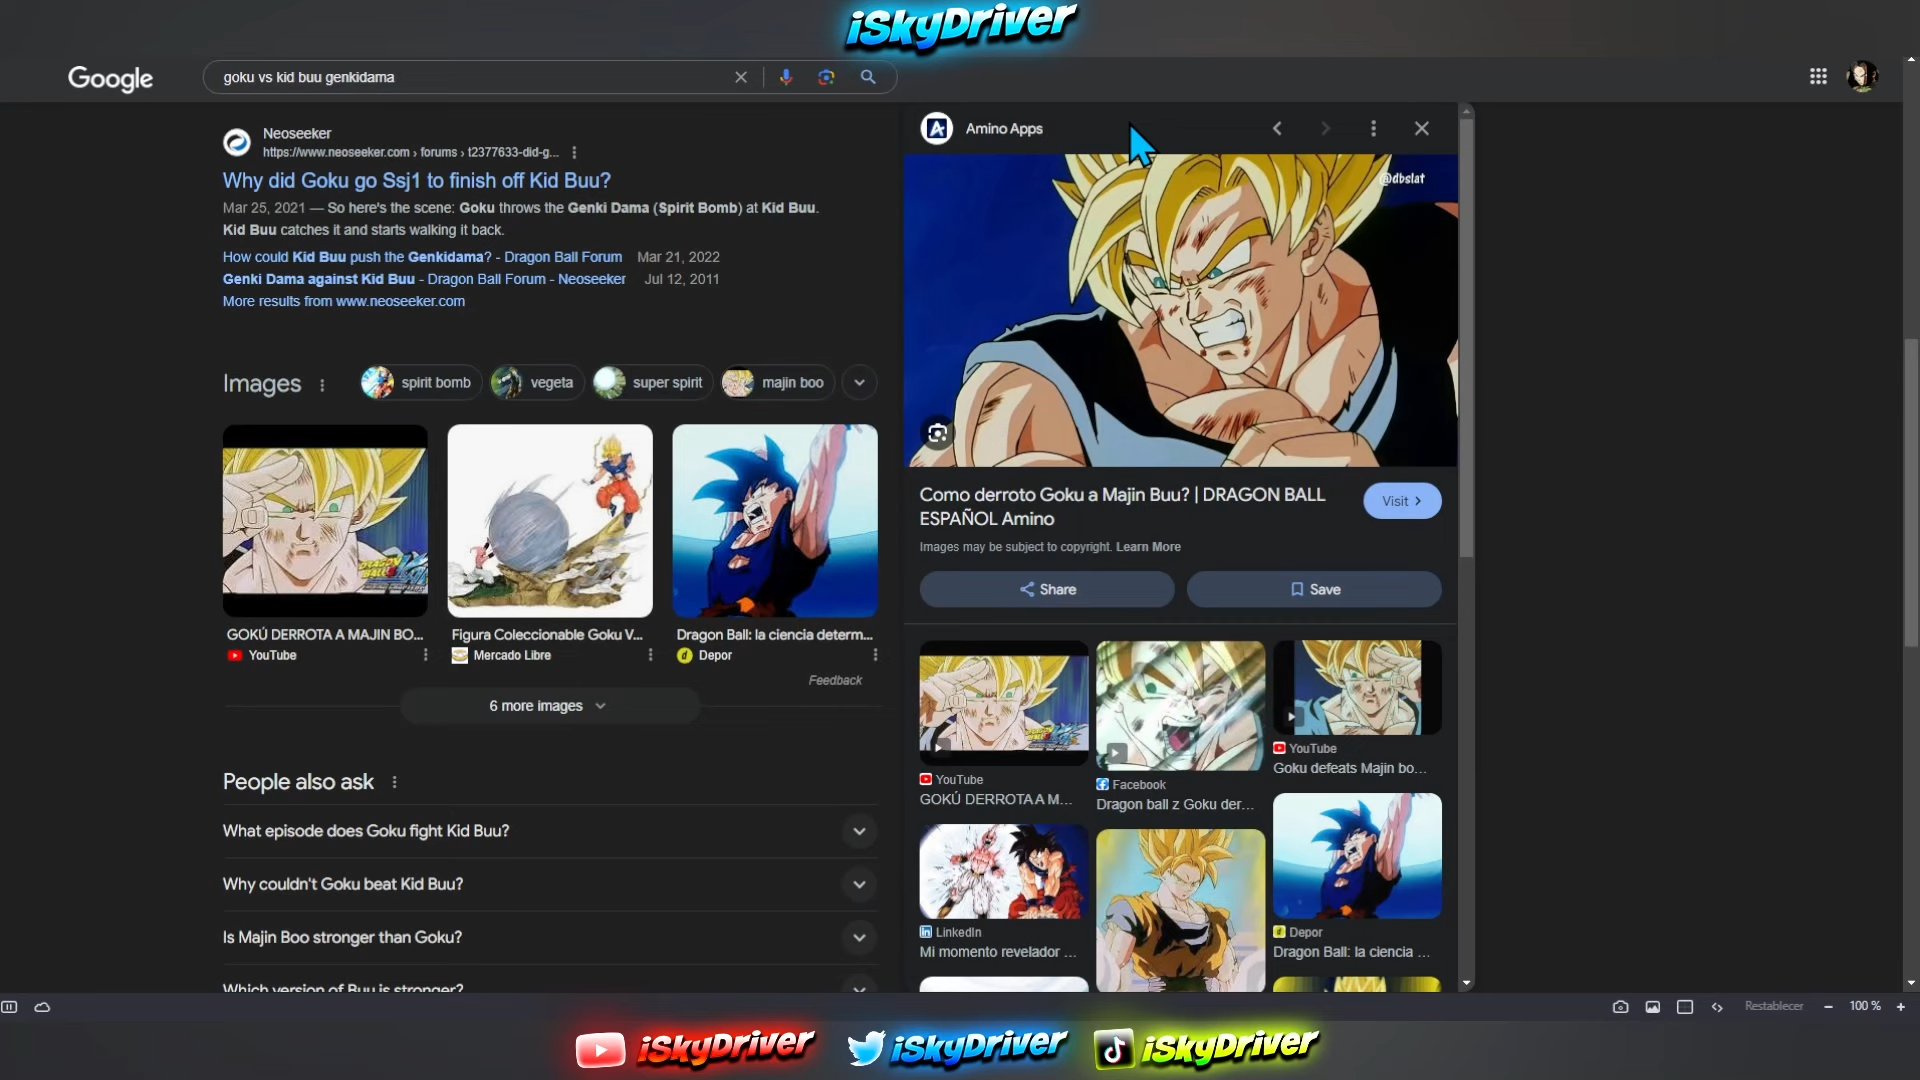 iSkyDriver
Google
goku vs kid buu genkidama
Neoseeker
https://www.neoseeker.com › forums › t2377633-did-g...
Why did Goku go Ssj1 to finish off Kid Buu?
Mar 25, 2021 — So here's the scene: Goku throws the Genki Dama (Spirit Bomb) at Kid Buu.
Kid Buu catches it and starts walking it back.
How could Kid Buu push the Genkidama? - Dragon Ball Forum Mar 21, 2022
Genki Dama against Kid Buu - Dragon Ball Forum - Neoseeker Jul 12, 2011
More results from www.neoseeker.com
Images
spirit bomb
vegeta
super spirit
majin boo
GOKÚ DERROTA A MAJIN BO...
YouTube
Figura Coleccionable Goku V...
Mercado Libre
Dragon Ball: la ciencia determ...
Depor
Feedback
6 more images
People also ask
What episode does Goku fight Kid Buu?
Why couldn't Goku beat Kid Buu?
Is Majin Boo stronger than Goku?
Which version of Buu is stronger?
Amino Apps
@dbslat
Como derroto Goku a Majin Buu? | DRAGON BALL
ESPAÑOL Amino
Visit
Images may be subject to copyright. Learn More
Share
Save
YouTube
GOKÚ DERROTA A M...
Facebook
Dragon ball z Goku der...
YouTube
Goku defeats Majin bo...
LinkedIn
Mi momento revelador ...
Depor
Dragon Ball: la ciencia ...
Restablecer
100 %
iSkyDriver
iSkyDriver
iSkyDriver